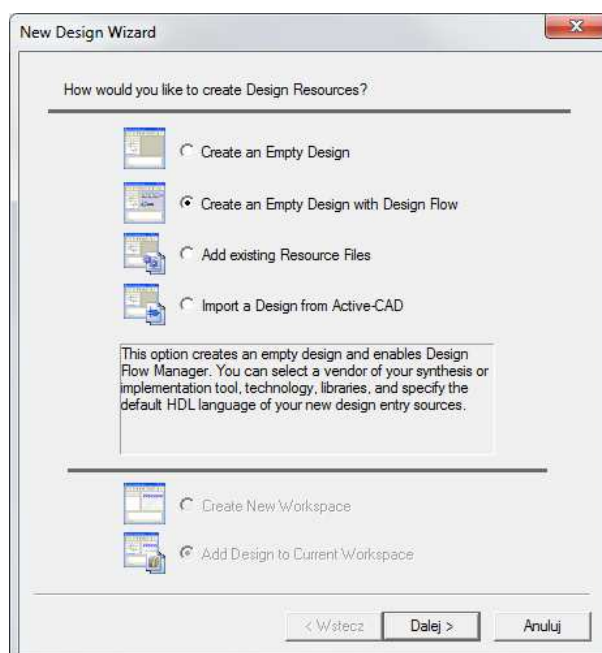 New Design Wizard
How would you like to create Design Resources?
Create an Empty Design
Create an Empty Design with Design Flow
Add existing Resource Files
Import a Design from Active-CAD
This option creates an empty design and enables Design
Flow Manager. You can select a vendor of your synthesis or
implementation tool, technology, libraries, and specify the
default HDL language of your new design entry sources.
Create New Workspace
Add Design to Current Workspace
< Wstecz Dalej > Anuluj